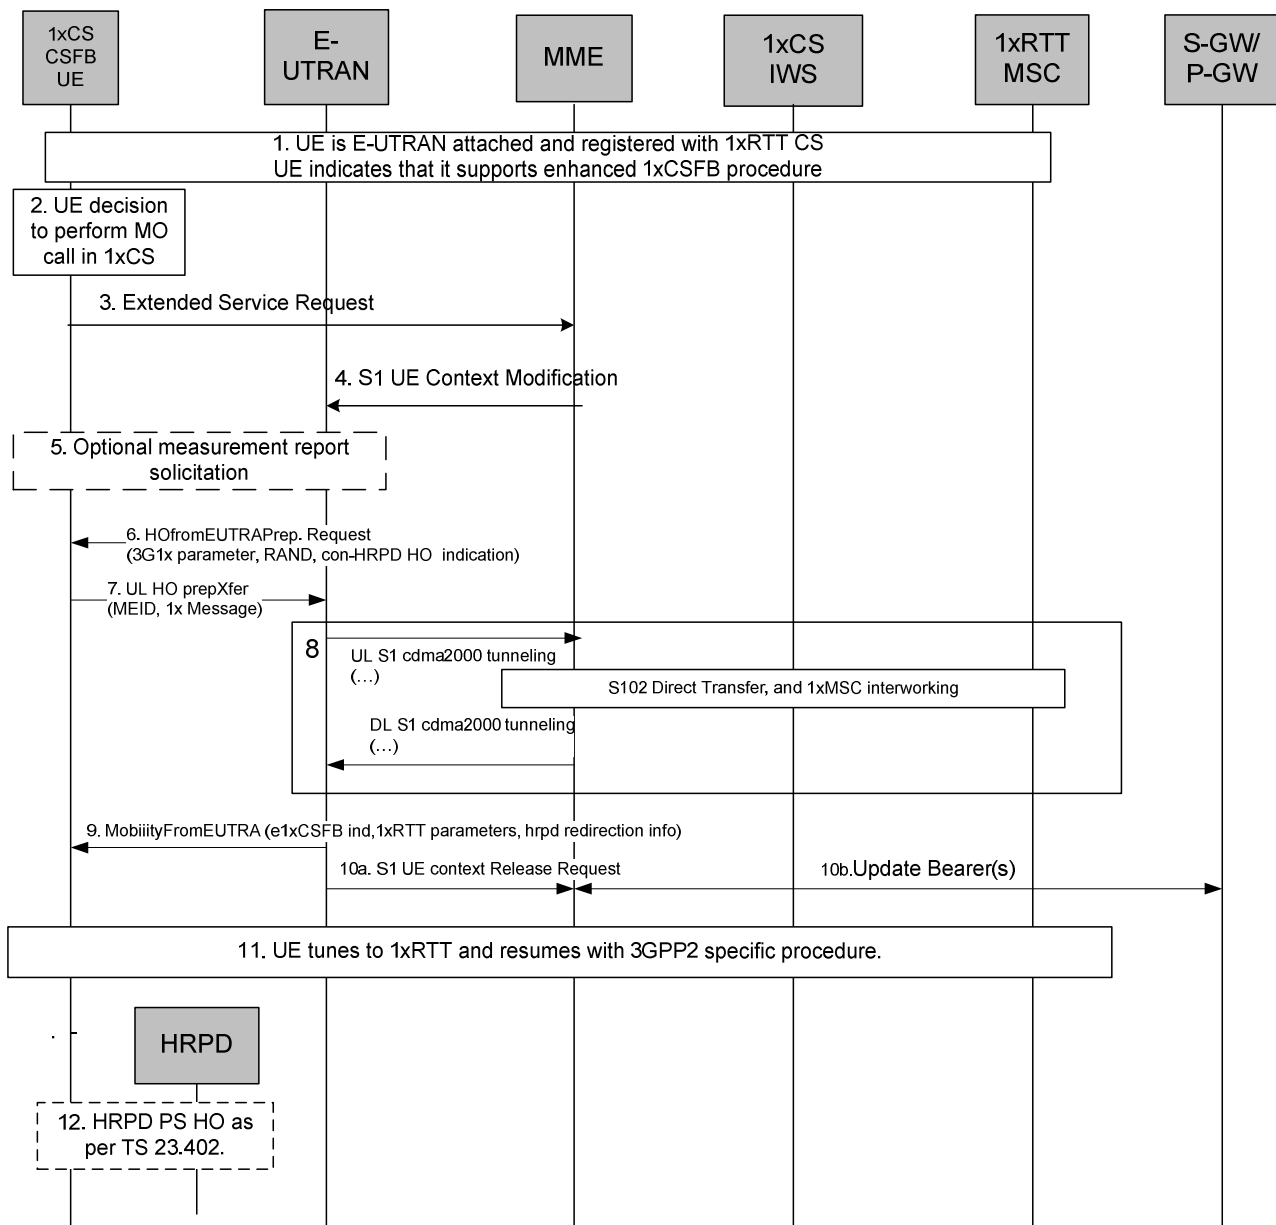 1xCS
CSFB
UE
E-
UTRAN
MME
1xCS
IWS
1xRTT
MSC
S-GW/
P-GW
1. UE is E-UTRAN attached and registered with 1xRTT CS
UE indicates that it supports enhanced 1xCSFB procedure
2. UE decision
to perform MO
call in 1xCS
3. Extended Service Request
4. S1 UE Context Modification
5. Optional measurement report
solicitation
6. HOfromEUTRAPrep. Request
(3G1x parameter, RAND, con-HRPD HO indication)
7. UL HO prepXfer
(MEID, 1x Message)
8
UL S1 cdma2000 tunneling
(...)
S102 Direct Transfer, and 1xMSC interworking
DL S1 cdma2000 tunneling
(...)
9. MobiiityFromEUTRA (e1xCSFB ind,1xRTT parameters, hrpd redirection info)
10a. S1 UE context Release Request
10b.Update Bearer(s)
11. UE tunes to 1xRTT and resumes with 3GPP2 specific procedure.
HRPD
12. HRPD PS HO as
per TS 23.402.